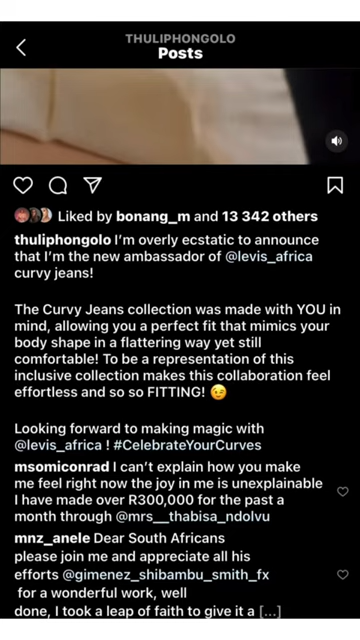 THULIPHONGOLO
Posts
Liked by bonang_m and 13 342 others
thuliphongolo I'm overly ecstatic to announce
that I'm the new ambassador of @levis_africa
curvy jeans!
The Curvy Jeans collection was made with YOU in
mind, allowing you a perfect fit that mimics your
body shape in a flattering way yet still
comfortable! To be a representation of this
inclusive collection makes this collaboration feel
effortless and so so FITTING! 😉
Looking forward to making magic with
@levis_africa ! #CelebrateYourCurves
msomiconrad I can't explain how you make
me feel right now the joy in me is unexplainable
I have made over R300,000 for the past a
month through @mrs__thabisa_ndolvu
mnz_anele Dear South Africans
please join me and appreciate all his
efforts @gimenez_shibambu_smith_fx
for a wonderful work, well
done, I took a leap of faith to give it a [...]